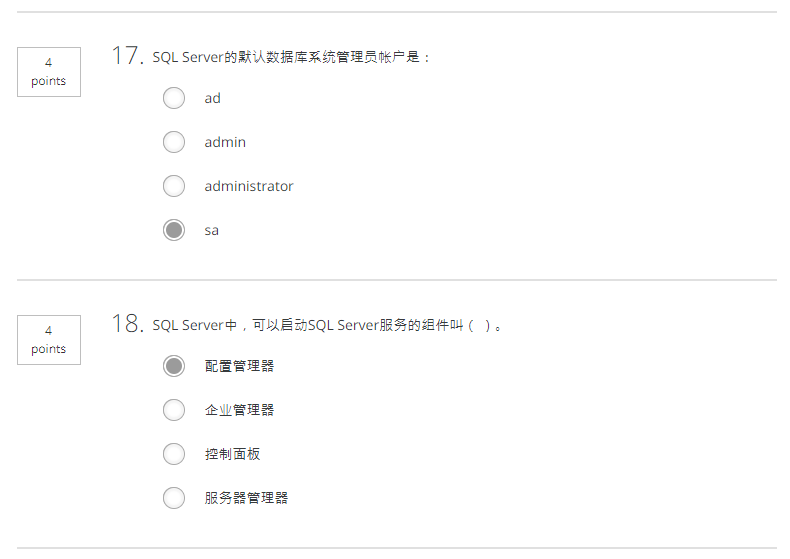 4
points
17. SQL Server的默认数据库系统管理员帐户是：
ad
admin
administrator
sa
4
points
18. SQL Server中，可以启动SQL Server服务的组件叫（ ）。
配置管理器
企业管理器
控制面板
服务器管理器